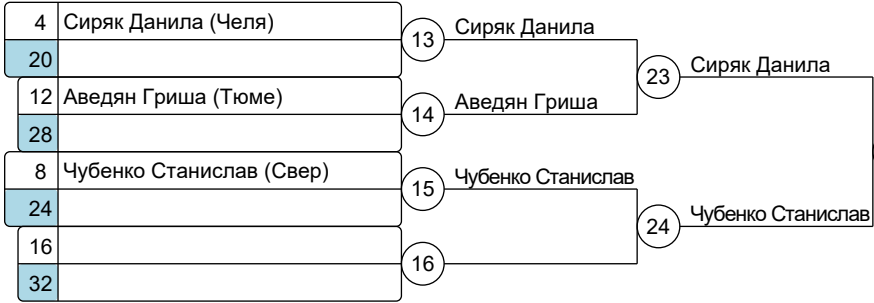 4 Сиряк Данила (Челя)
20
13 Сиряк Данила
12 Аведян Гриша (Тюме)
28
14 Аведян Гриша
23 Сиряк Данила
8 Чубенко Станислав (Свер)
24
15 Чубенко Станислав
16
32
16
24 Чубенко Станислав